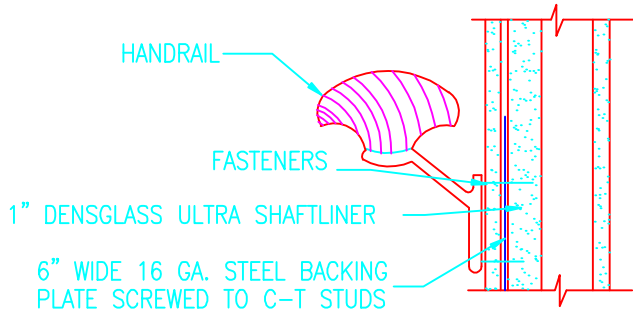 HANDRAIL
FASTENERS
1” DENSGLASS ULTRA SHAFTLINER
6” WIDE 16 GA. STEEL BACKING
PLATE SCREWED TO C-T STUDS